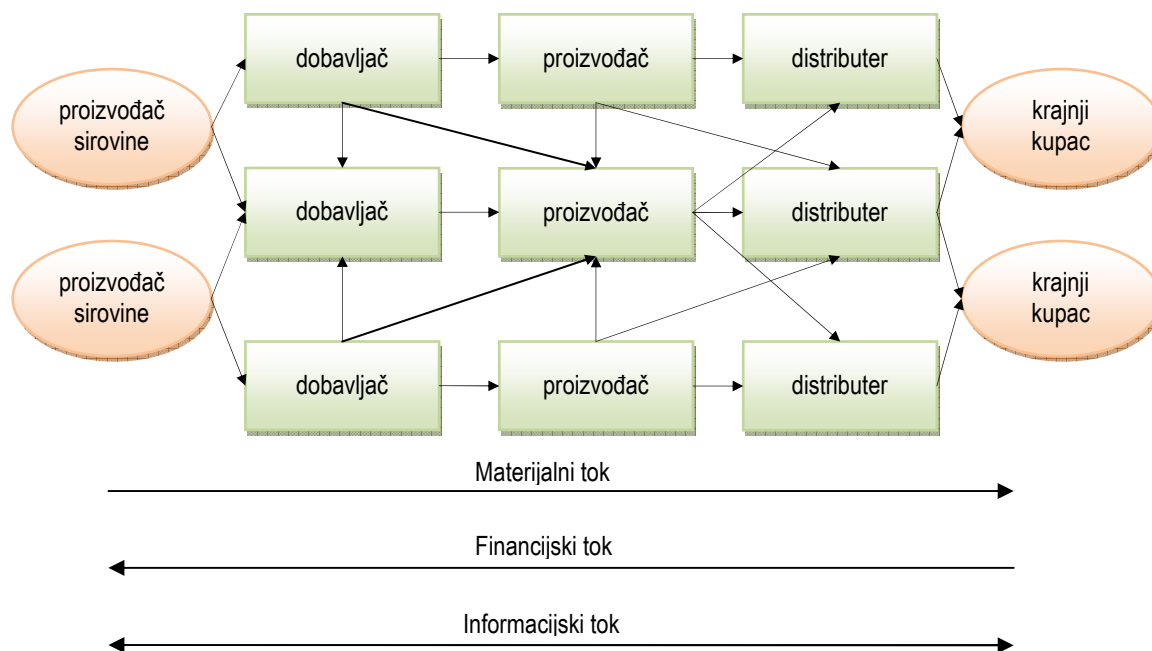 dobavljač
proizvođač
distributer
proizvođač
sirovine
krajnji
kupac
dobavljač
proizvođač
distributer
proizvođač
sirovine
krajnji
kupac
dobavljač
proizvođač
distributer
Materijalni tok
Financijski tok
Informacijski tok